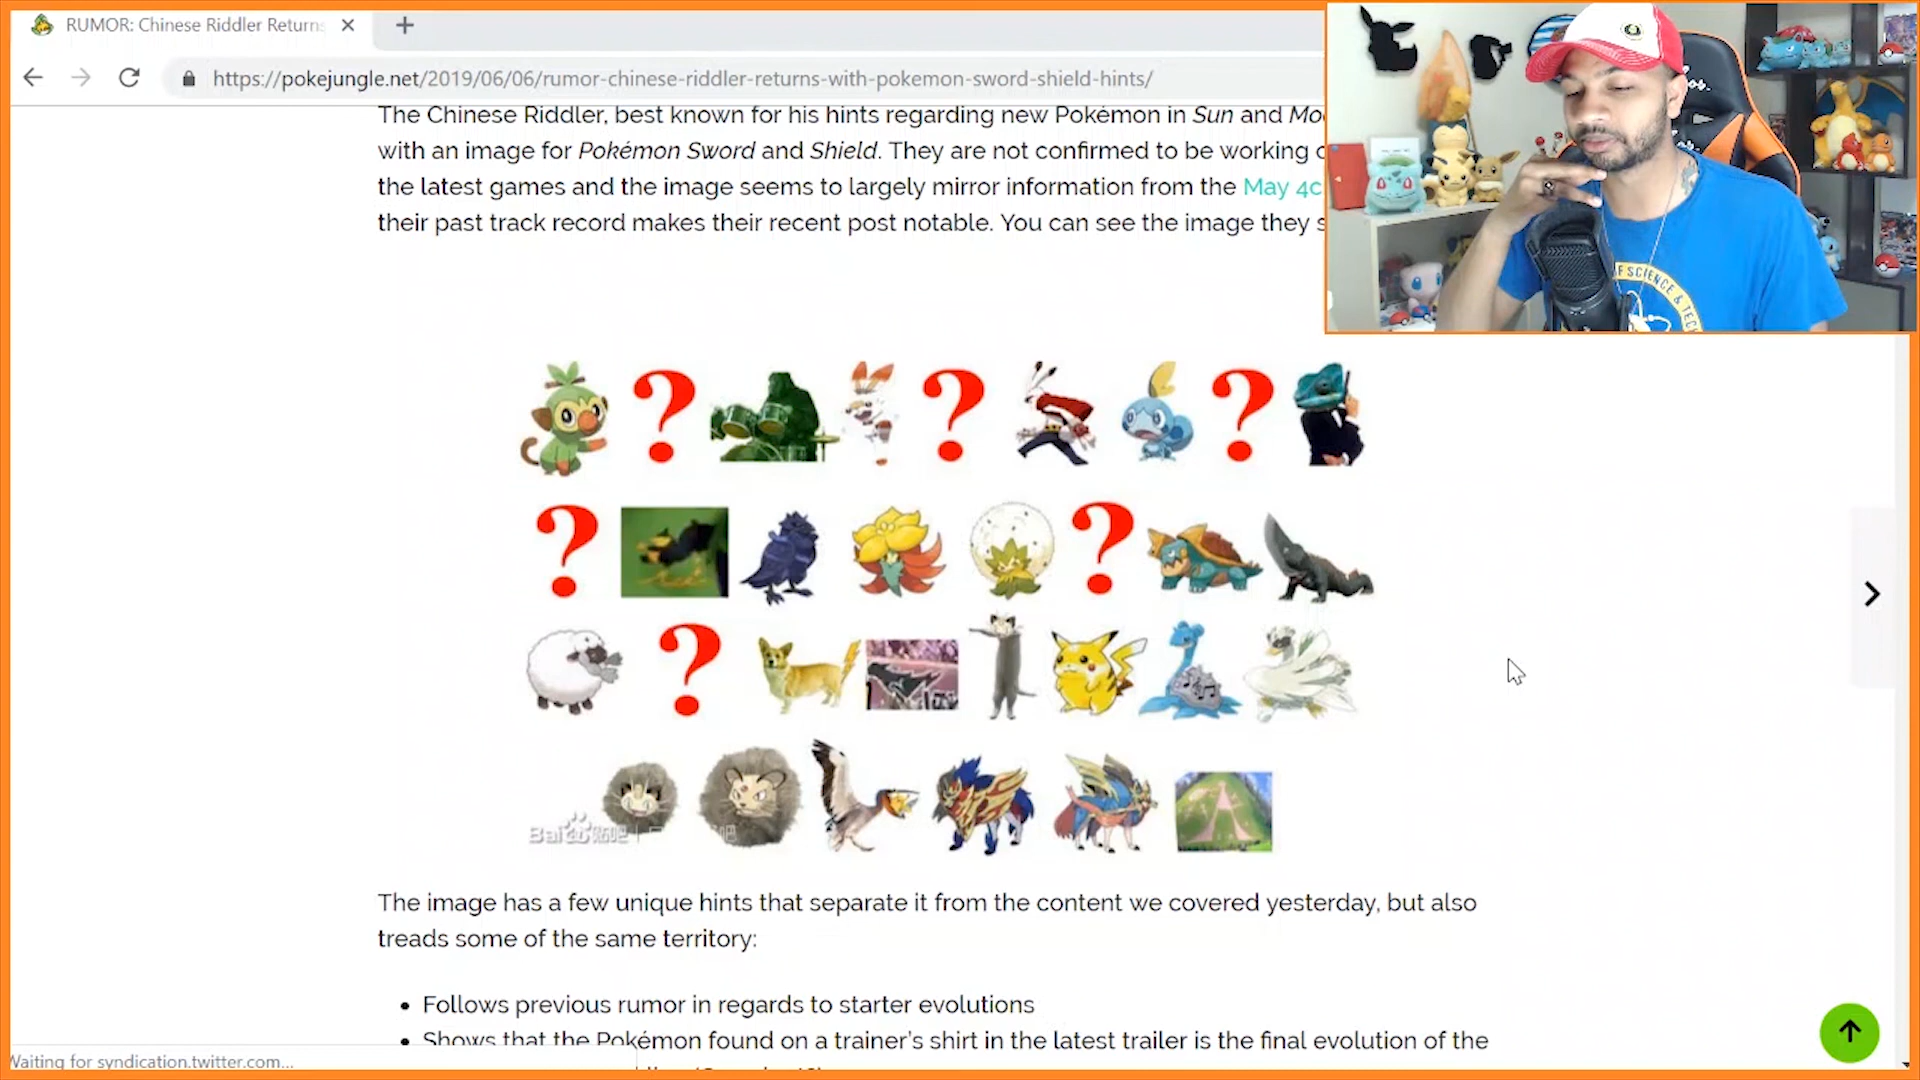 RUMOR: Chinese Riddler Returns
https://pokejungle.net/2019/06/06/rumor-chinese-riddler-returns-with-pokemon-sword-shield-hints/
The Chinese Riddler, best known for his hints regarding new Pokémon in Sun and Mo
with an image for Pokémon Sword and Shield. They are not confirmed to be working
the latest games and the image seems to largely mirror information from the May 4c
their past track record makes their recent post notable. You can see the image they s
OF SCIENCE & TECH
? ? ?
? ?
?
Bai
The image has a few unique hints that separate it from the content we covered yesterday, but also
treads some of the same territory:
• Follows previous rumor in regards to starter evolutions
• Shows that the Pokémon found on a trainer's shirt in the latest trailer is the final evolution of the
Waiting for syndication.twitter.com...